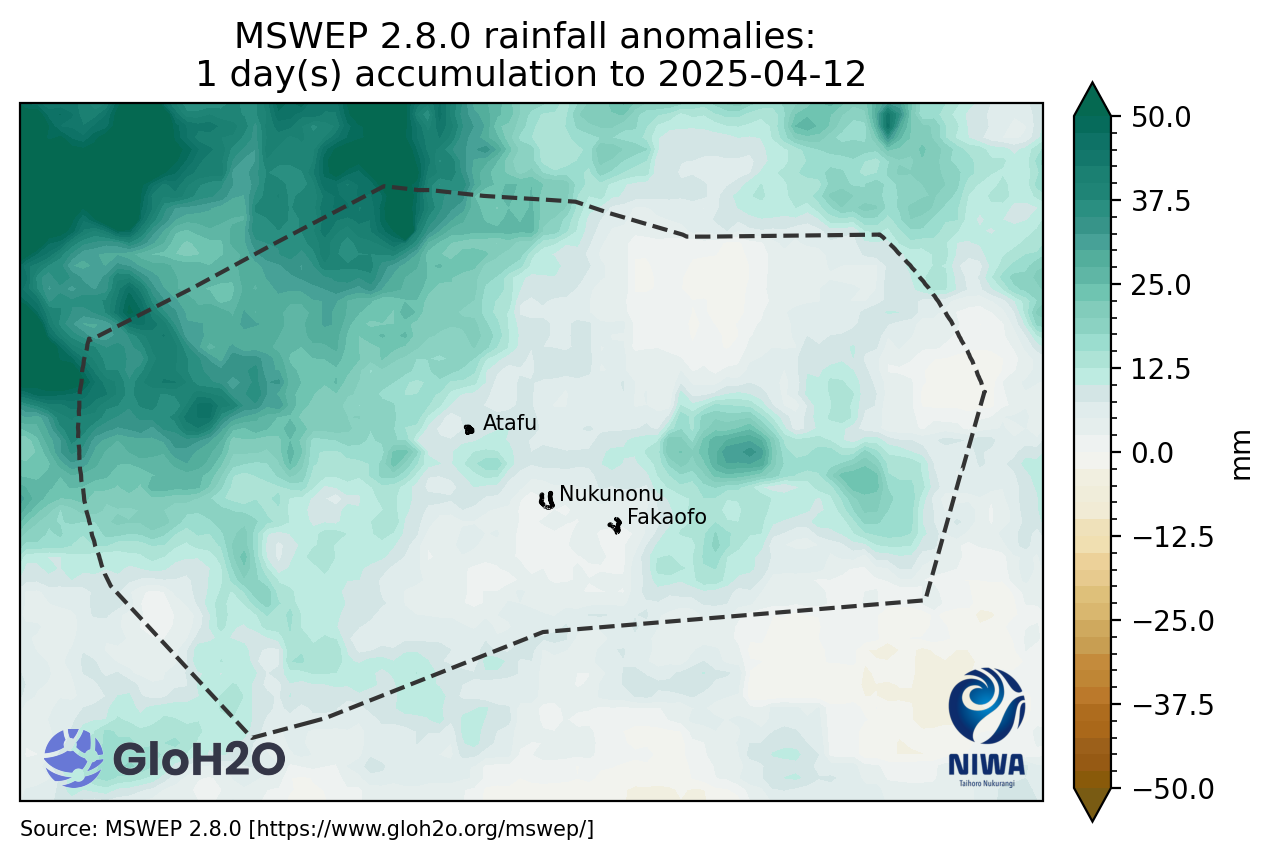 MSWEP 2.8.0 rainfall anomalies:
1 day(s) accumulation to 2025-04-12
50.0
37.5
25.0
12.5
0.0
−12.5
−25.0
−37.5
−50.0
mm
Atafu
Nukunonu
Fakaofo
GloH2O
NIWA
Taihoro Nukurangi
Source: MSWEP 2.8.0 [https://www.gloh2o.org/mswep/]